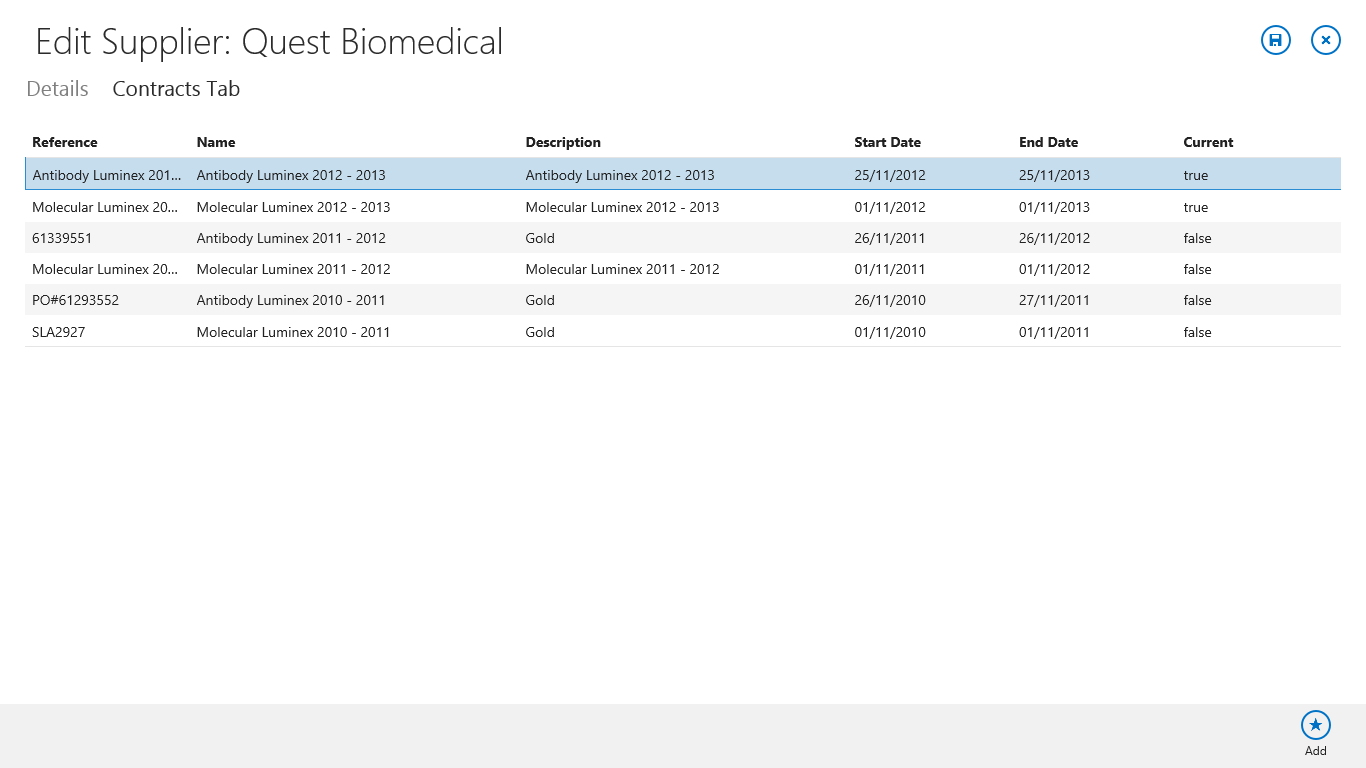 Edit Supplier: Quest Biomedical
Details Contracts Tab
Reference Name Description Start Date End Date Current
Antibody Luminex 201... Antibody Luminex 2012 - 2013 Antibody Luminex 2012 - 2013 25/11/2012 25/11/2013 true
Molecular Luminex 20... Molecular Luminex 2012 - 2013 Molecular Luminex 2012 - 2013 01/11/2012 01/11/2013 true
61339551 Antibody Luminex 2011 - 2012 Gold 26/11/2011 26/11/2012 false
Molecular Luminex 20... Molecular Luminex 2011 - 2012 Molecular Luminex 2011 - 2012 01/11/2011 01/11/2012 false
PO#61293552 Antibody Luminex 2010 - 2011 Gold 26/11/2010 27/11/2011 false
SLA2927 Molecular Luminex 2010 - 2011 Gold 01/11/2010 01/11/2011 false
Add